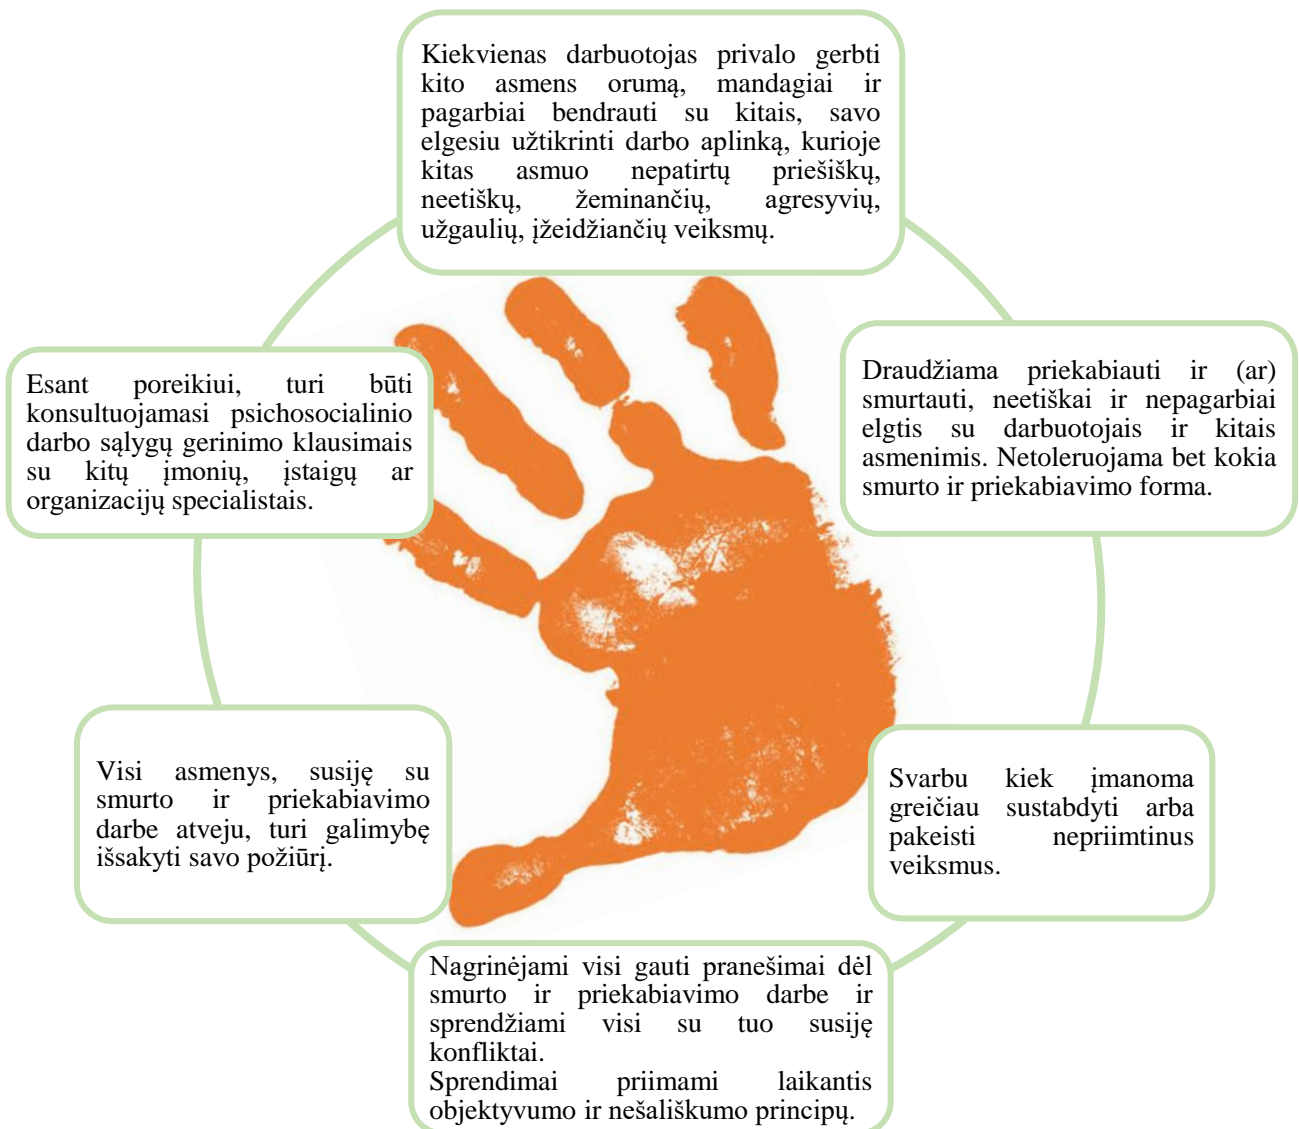 Kiekvienas darbuotojas privalo gerbti
kito asmens orumą, mandagiai ir
pagarbiai bendrauti su kitais, savo
elgesiu užtikrinti darbo aplinką, kurioje
kitas asmuo nepatirtų priešiškų,
neetiškų, žeminančių, agresyvių,
užgaulių, įžeidžiančių veiksmų.
Draudžiama priekabiauti ir (ar)
smurtauti, neetiškai ir nepagarbiai
elgtis su darbuotojais ir kitais
asmenimis. Netoleruojama bet kokia
smurto ir priekabiavimo forma.
Svarbu kiek įmanoma
greičiau sustabdyti arba
pakeisti nepriimtinus
veiksmus.
Nagrinėjami visi gauti pranešimai dėl
smurto ir priekabiavimo darbe ir
sprendžiami visi su tuo susiję
konfliktai.
Sprendimai priimami laikantis
objektyvumo ir nešališkumo principų.
Visi asmenys, susiję su
smurto ir priekabiavimo
darbe atveju, turi galimybę
išsakyti savo požiūrį.
Esant poreikiui, turi būti
konsultuojamasi psichosocialinio
darbo sąlygų gerinimo klausimais
su kitų įmonių, įstaigų ar
organizacijų specialistais.